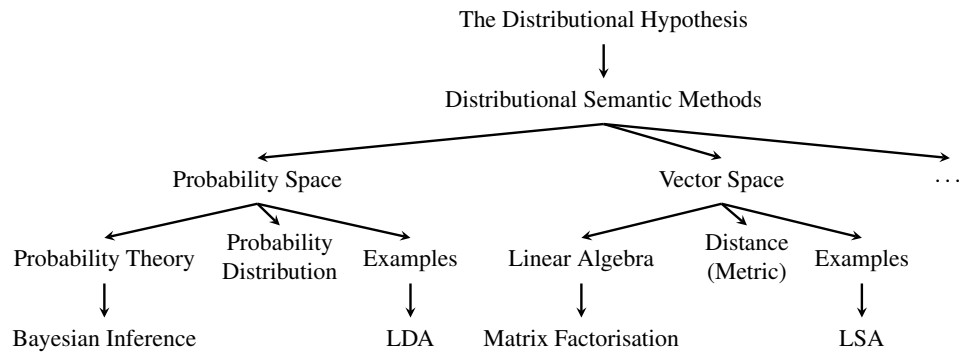 The Distributional Hypothesis
Distributional Semantic Methods
Probability Space
Vector Space
...
Probability Theory
Probability
Distribution
Examples
Linear Algebra
Distance
(Metric)
Examples
Bayesian Inference
LDA
Matrix Factorisation
LSA